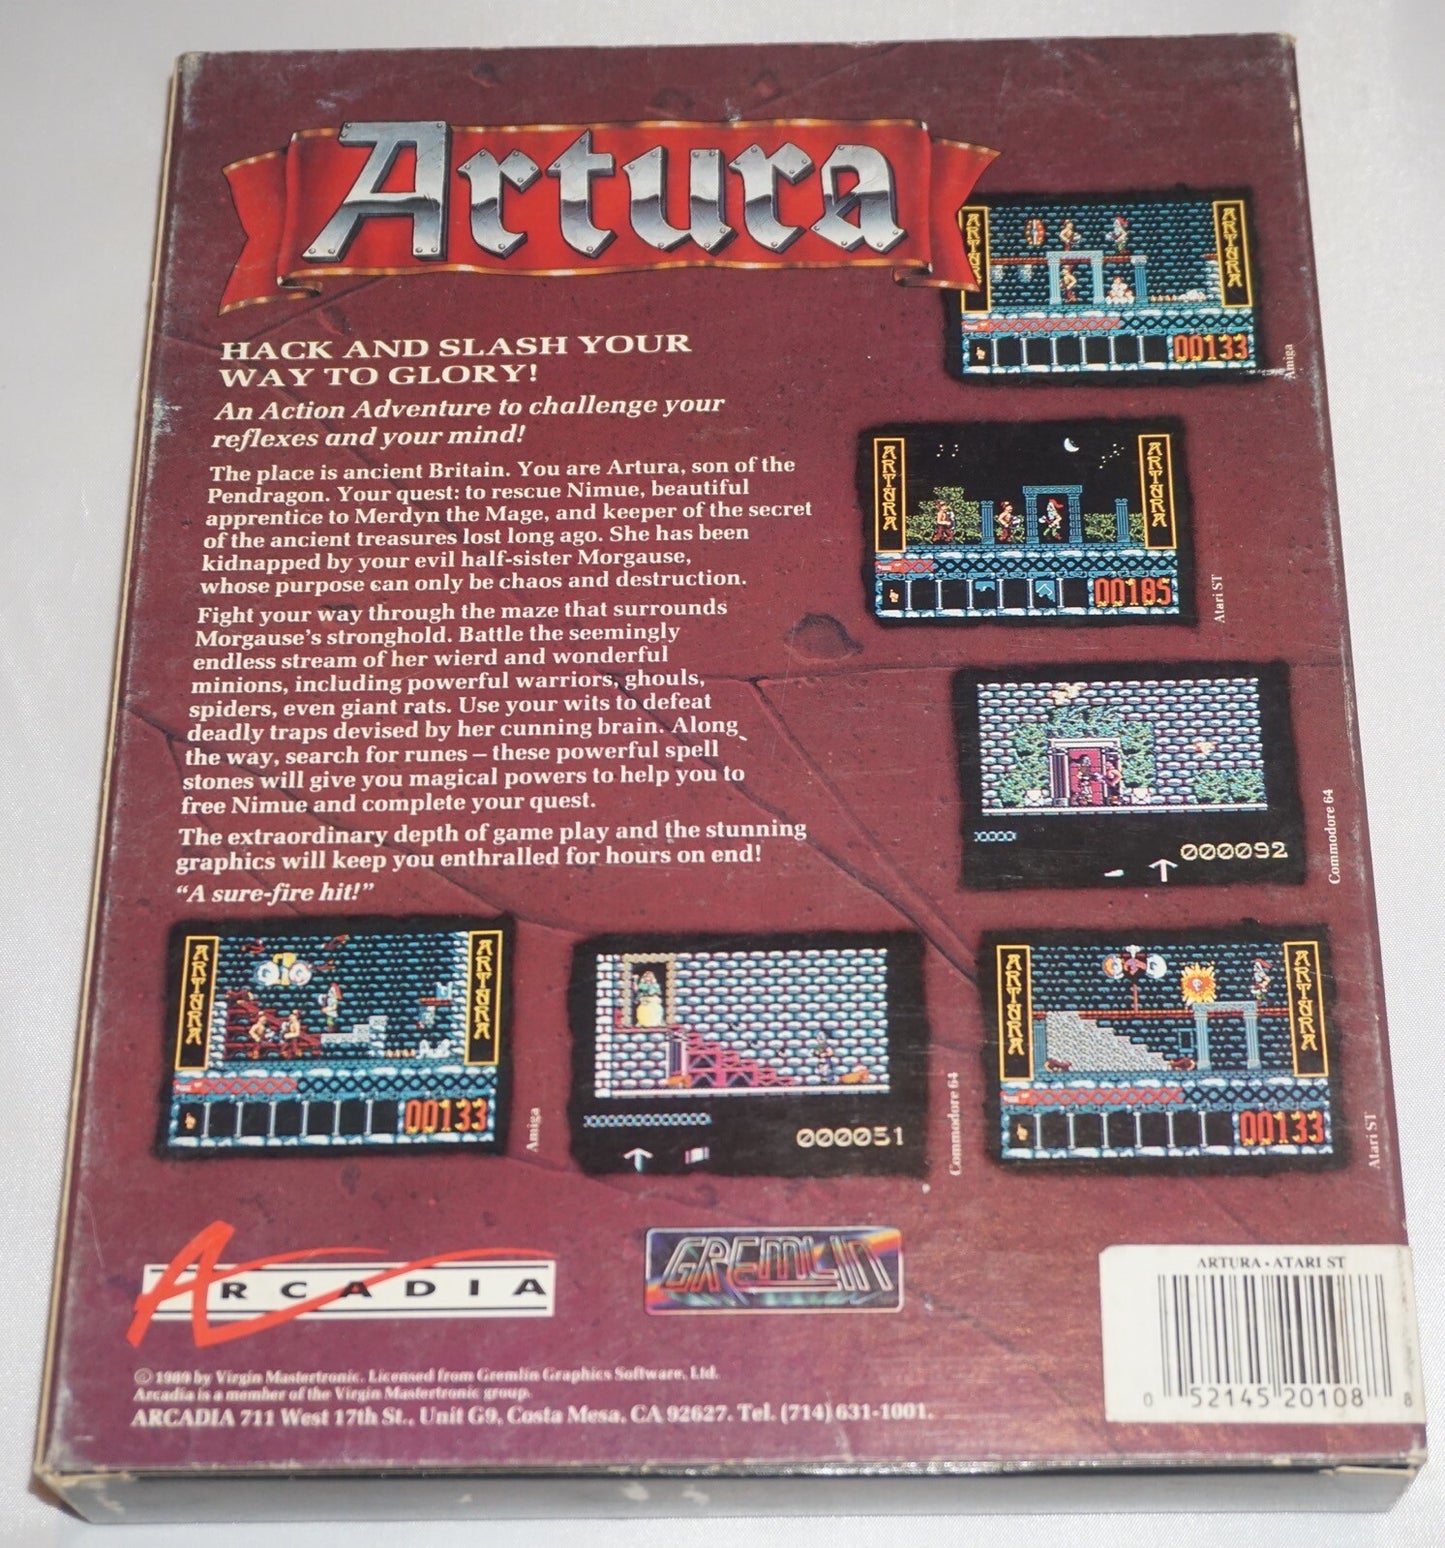 Artura
HACK AND SLASH YOUR
WAY TO GLORY!
An Action Adventure to challenge your
reflexes and your mind!
The place is ancient Britain. You are Artura, son of the
Pendragon. Your quest: to rescue Nimue, beautiful
apprentice to Merdyn the Mage, and keeper of the secret
of the ancient treasures lost long ago. She has been
kidnapped by your evil half-sister Morgause,
whose purpose can only be chaos and destruction.
Fight your way through the maze that surrounds
Morgause's stronghold. Battle the seemingly
endless stream of her wierd and wonderful
minions, including powerful warriors, ghouls,
spiders, even giant rats. Use your wits to defeat
deadly traps devised by her cunning brain. Along
the way, search for runes – these powerful spell
stones will give you magical powers to help you to
free Nimue and complete your quest.
The extraordinary depth of game play and the stunning
graphics will keep you enthralled for hours on end!
"A sure-fire hit!"
ARTURA
ARTURA
00133
Amiga
ARTURA
ARTURA
00185
Atari ST
000092
Commodore 64
ARTURA
ARTURA
00133
Amiga
000051
Commodore 64
ARTURA
ARTURA
00133
Atari ST
ARCADIA
GREMLIN
ARTURA • ATARI ST
0 52145 20108 8
© 1989 by Virgin Mastertronic. Licensed from Gremlin Graphics Software, Ltd.
Arcadia is a member of the Virgin Mastertronic group.
ARCADIA 711 West 17th St., Unit G9, Costa Mesa, CA 92627. Tel. (714) 631-1001.